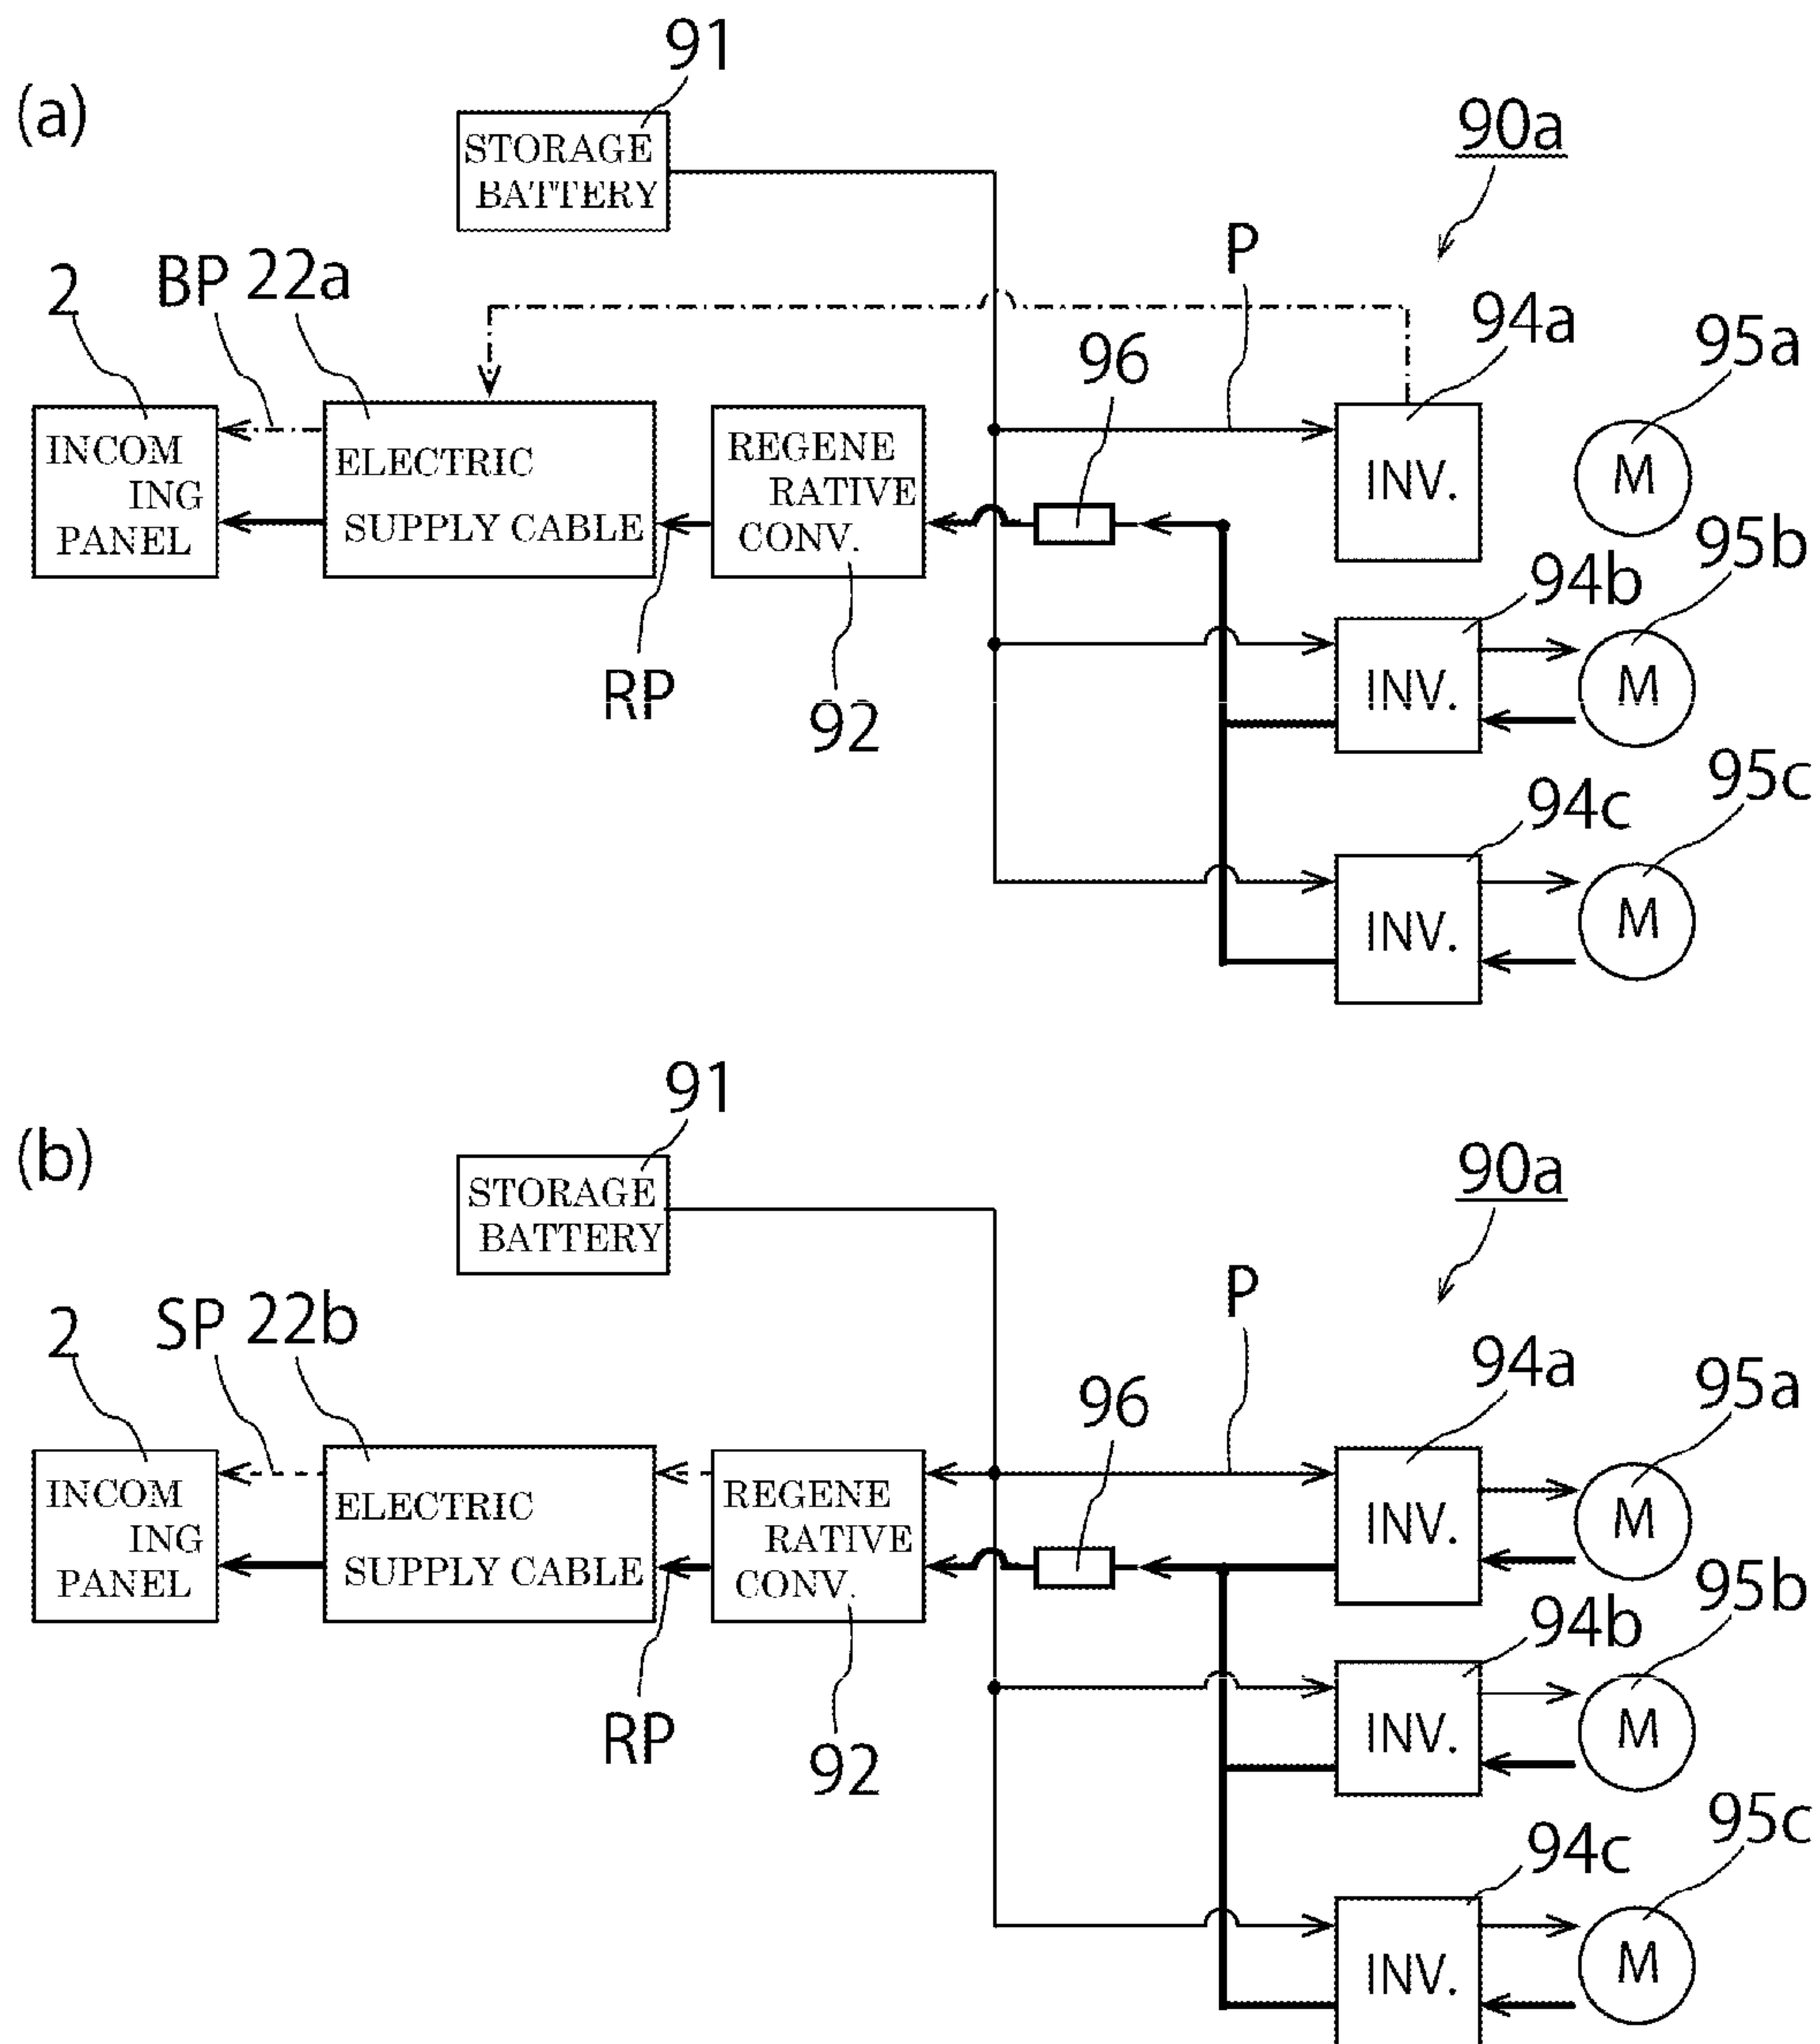 (a)
91
STORAGE
BATTERY
90a
P
2
BP
22a
94a
95a
96
INCOM
ING
PANEL
ELECTRIC
SUPPLY CABLE
REGENE
RATIVE
CONV.
INV.
M
95b
94b
RP
92
INV.
M
95c
94c
INV.
M
(b)
91
STORAGE
BATTERY
90a
P
2
SP
22b
94a
95a
96
INCOM
ING
PANEL
ELECTRIC
SUPPLY CABLE
REGENE
RATIVE
CONV.
INV.
M
95b
94b
RP
92
INV.
M
95c
94c
INV.
M